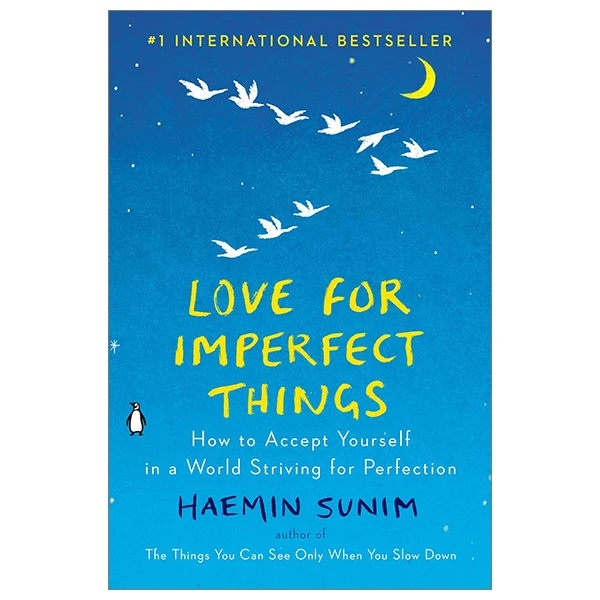 #1 INTERNATIONAL BESTSELLER
LOVE FOR
IMPERFECT
THINGS
How to Accept Yourself
in a World Striving for Perfection
HAEMIN SUNIM
author of
The Things You Can See Only When You Slow Down